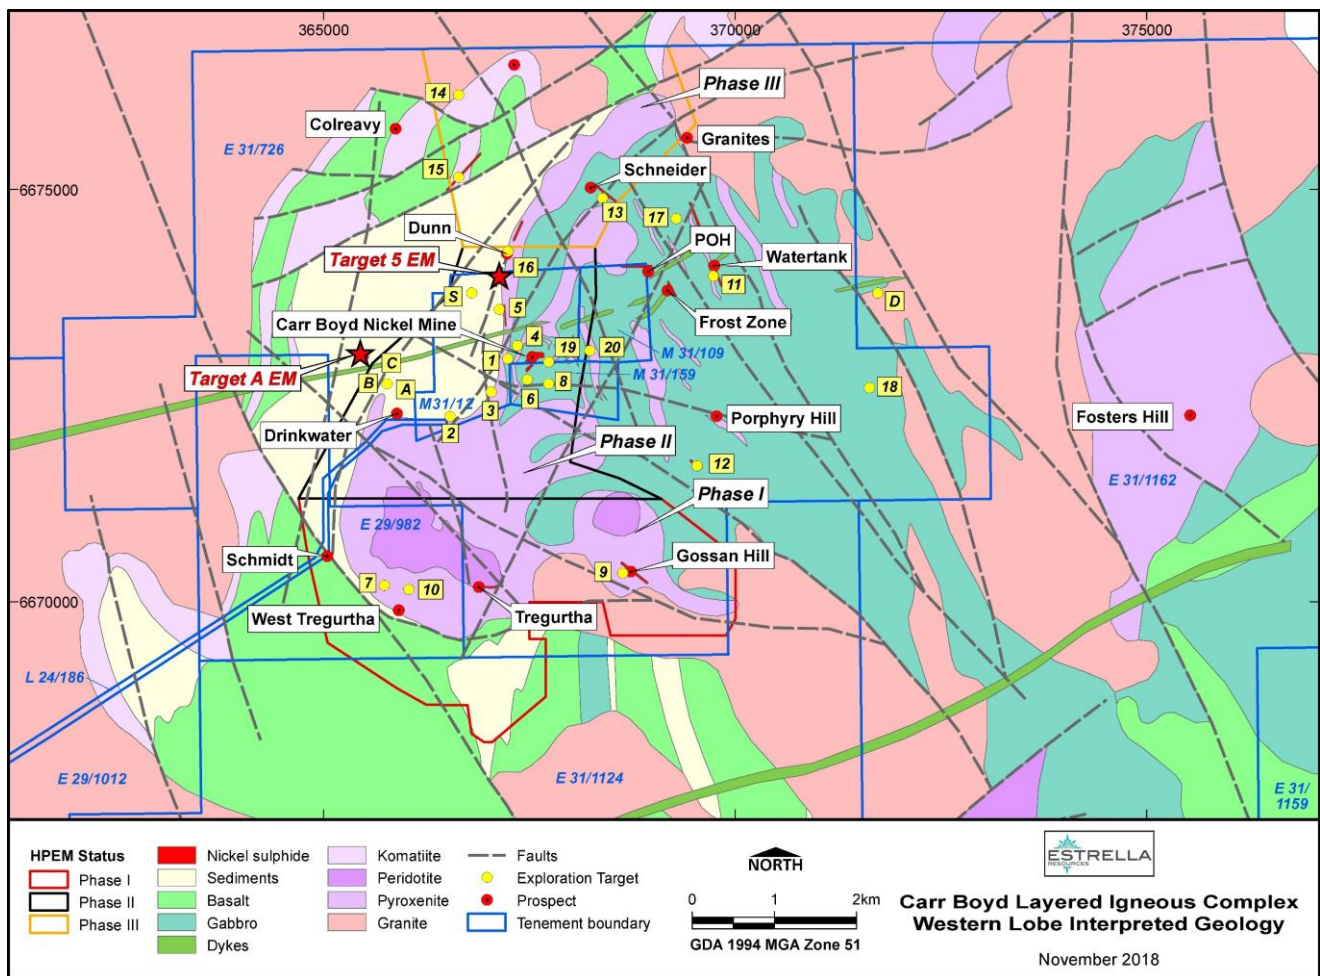 365000
370000
375000
Phase III
14
Colreavy
Granites
E 31/726
15
Schneider
6675000
6675000
13
17
Dunn
POH
Target 5 EM
16
Watertank
11
S
D
5
Frost Zone
Carr Boyd Nickel Mine
4
19
20
M 31/109
1
C
M 31/159
Target A EM
B
A
8
18
6
M31/12
3
Porphyry Hill
Fosters Hill
Drinkwater
2
Phase II
12
E 31/1162
Phase I
E 29/982
Schmidt
Gossan Hill
9
7
10
6670000
6670000
West Tregurtha
Tregurtha
L 24/186
E 29/1012
E 31/1124
E 31/
1159
HPEM Status
Phase I
Phase II
Phase III
Nickel sulphide
Sediments
Basalt
Gabbro
Dykes
Komatiite
Peridotite
Pyroxenite
Granite
Faults
Exploration Target
Prospect
Tenement boundary
NORTH
0 1 2km
GDA 1994 MGA Zone 51
ESTRELLA
RESOURCES
Carr Boyd Layered Igneous Complex
Western Lobe Interpreted Geology
November 2018